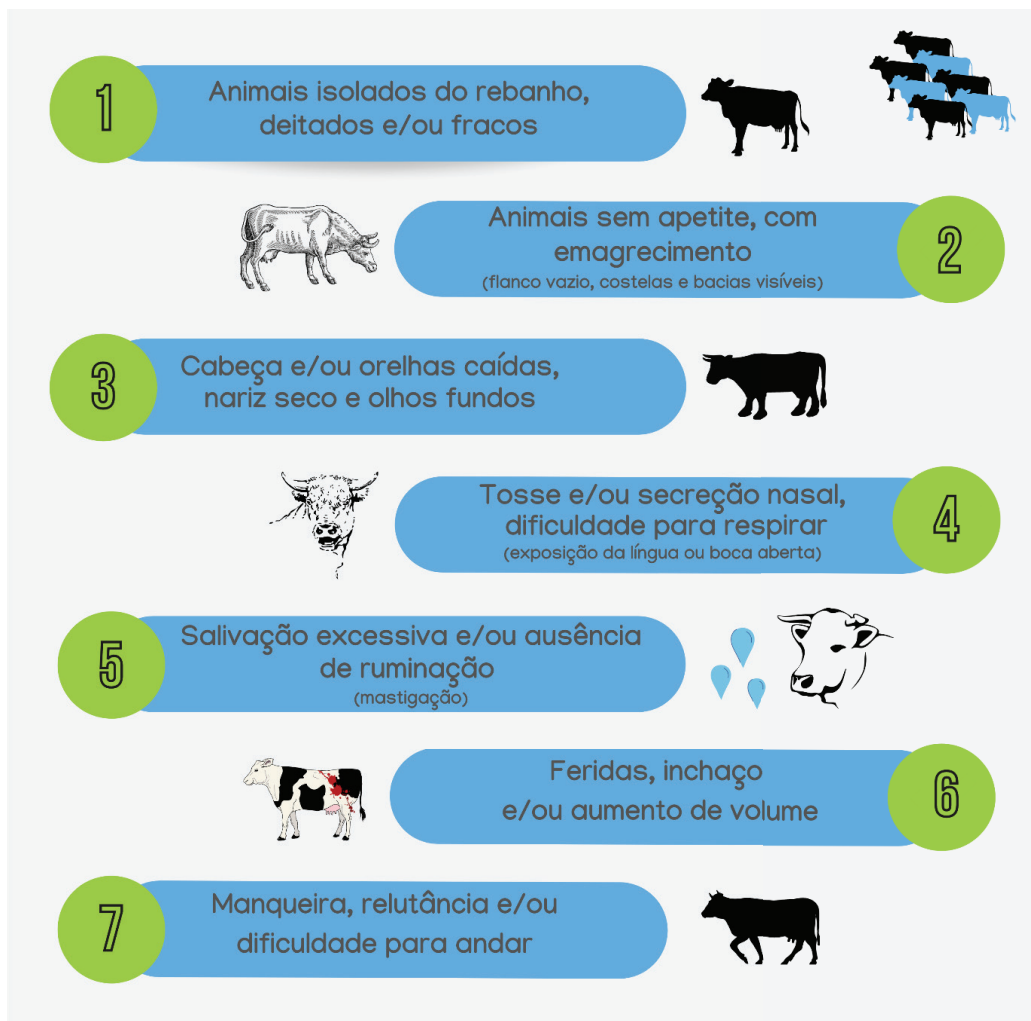 1
Animais isolados do rebanho,
deitados e/ou fracos
Animais sem apetite, com
emagrecimento
(flanco vazio, costelas e bacias visíveis)
2
3
Cabeça e/ou orelhas caídas,
nariz seco e olhos fundos
Tosse e/ou secreção nasal,
dificuldade para respirar
(exposição da língua ou boca aberta)
4
5
Salivação excessiva e/ou ausência
de ruminação
(mastigação)
Feridas, inchaço
e/ou aumento de volume
6
7
Manqueira, relutância e/ou
dificuldade para andar